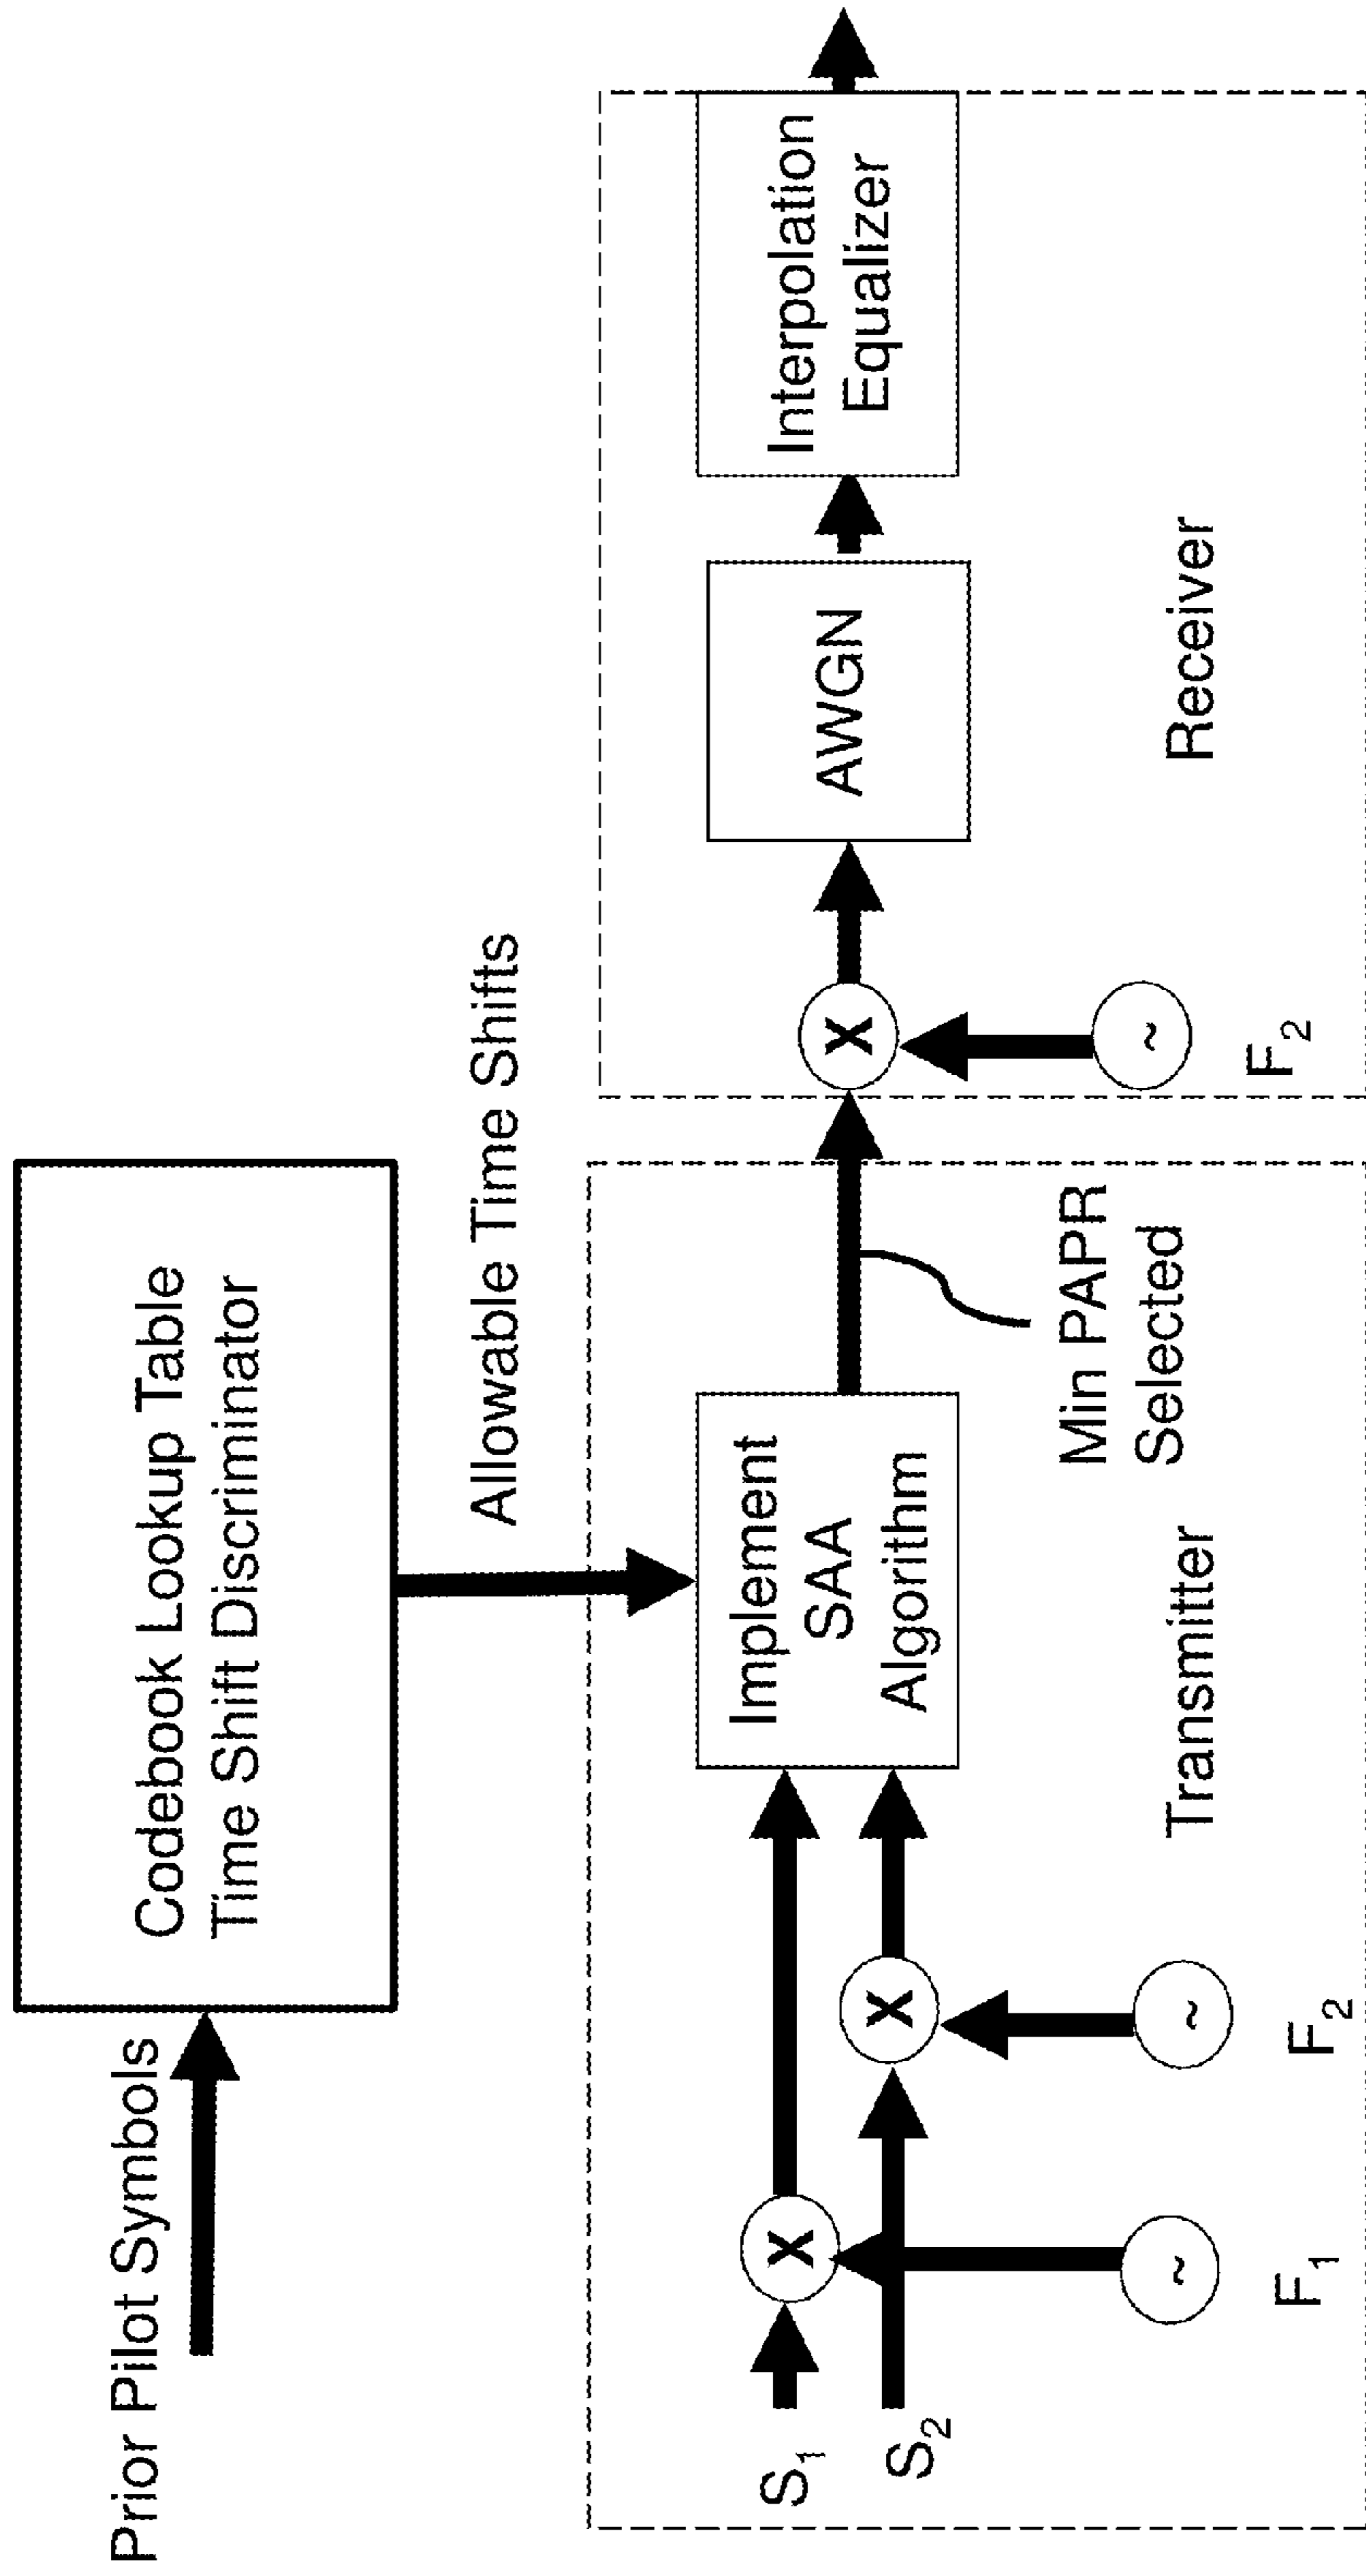 Prior Pilot Symbols
Codebook Lookup Table
Time Shift Discriminator
Allowable Time Shifts
S1
S2
X
X
~
F1
~
F2
Implement
SAA
Algorithm
Min PAPR
Selected
Transmitter
X
~
F2
AWGN
Interpolation
Equalizer
Receiver